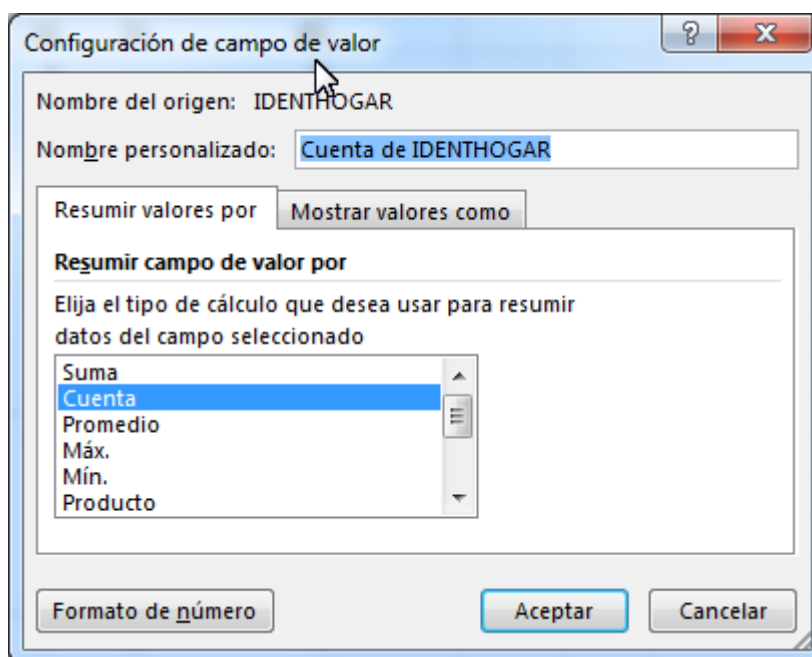 Configuración de campo de valor
Nombre del origen: IDENTHOGAR
Nombre personalizado: Cuenta de IDENTHOGAR
Resumir valores por Mostrar valores como
Resumir campo de valor por
Elija el tipo de cálculo que desea usar para resumir
datos del campo seleccionado
Suma
Cuenta
Promedio
Máx.
Mín.
Producto
Formato de número Aceptar Cancelar